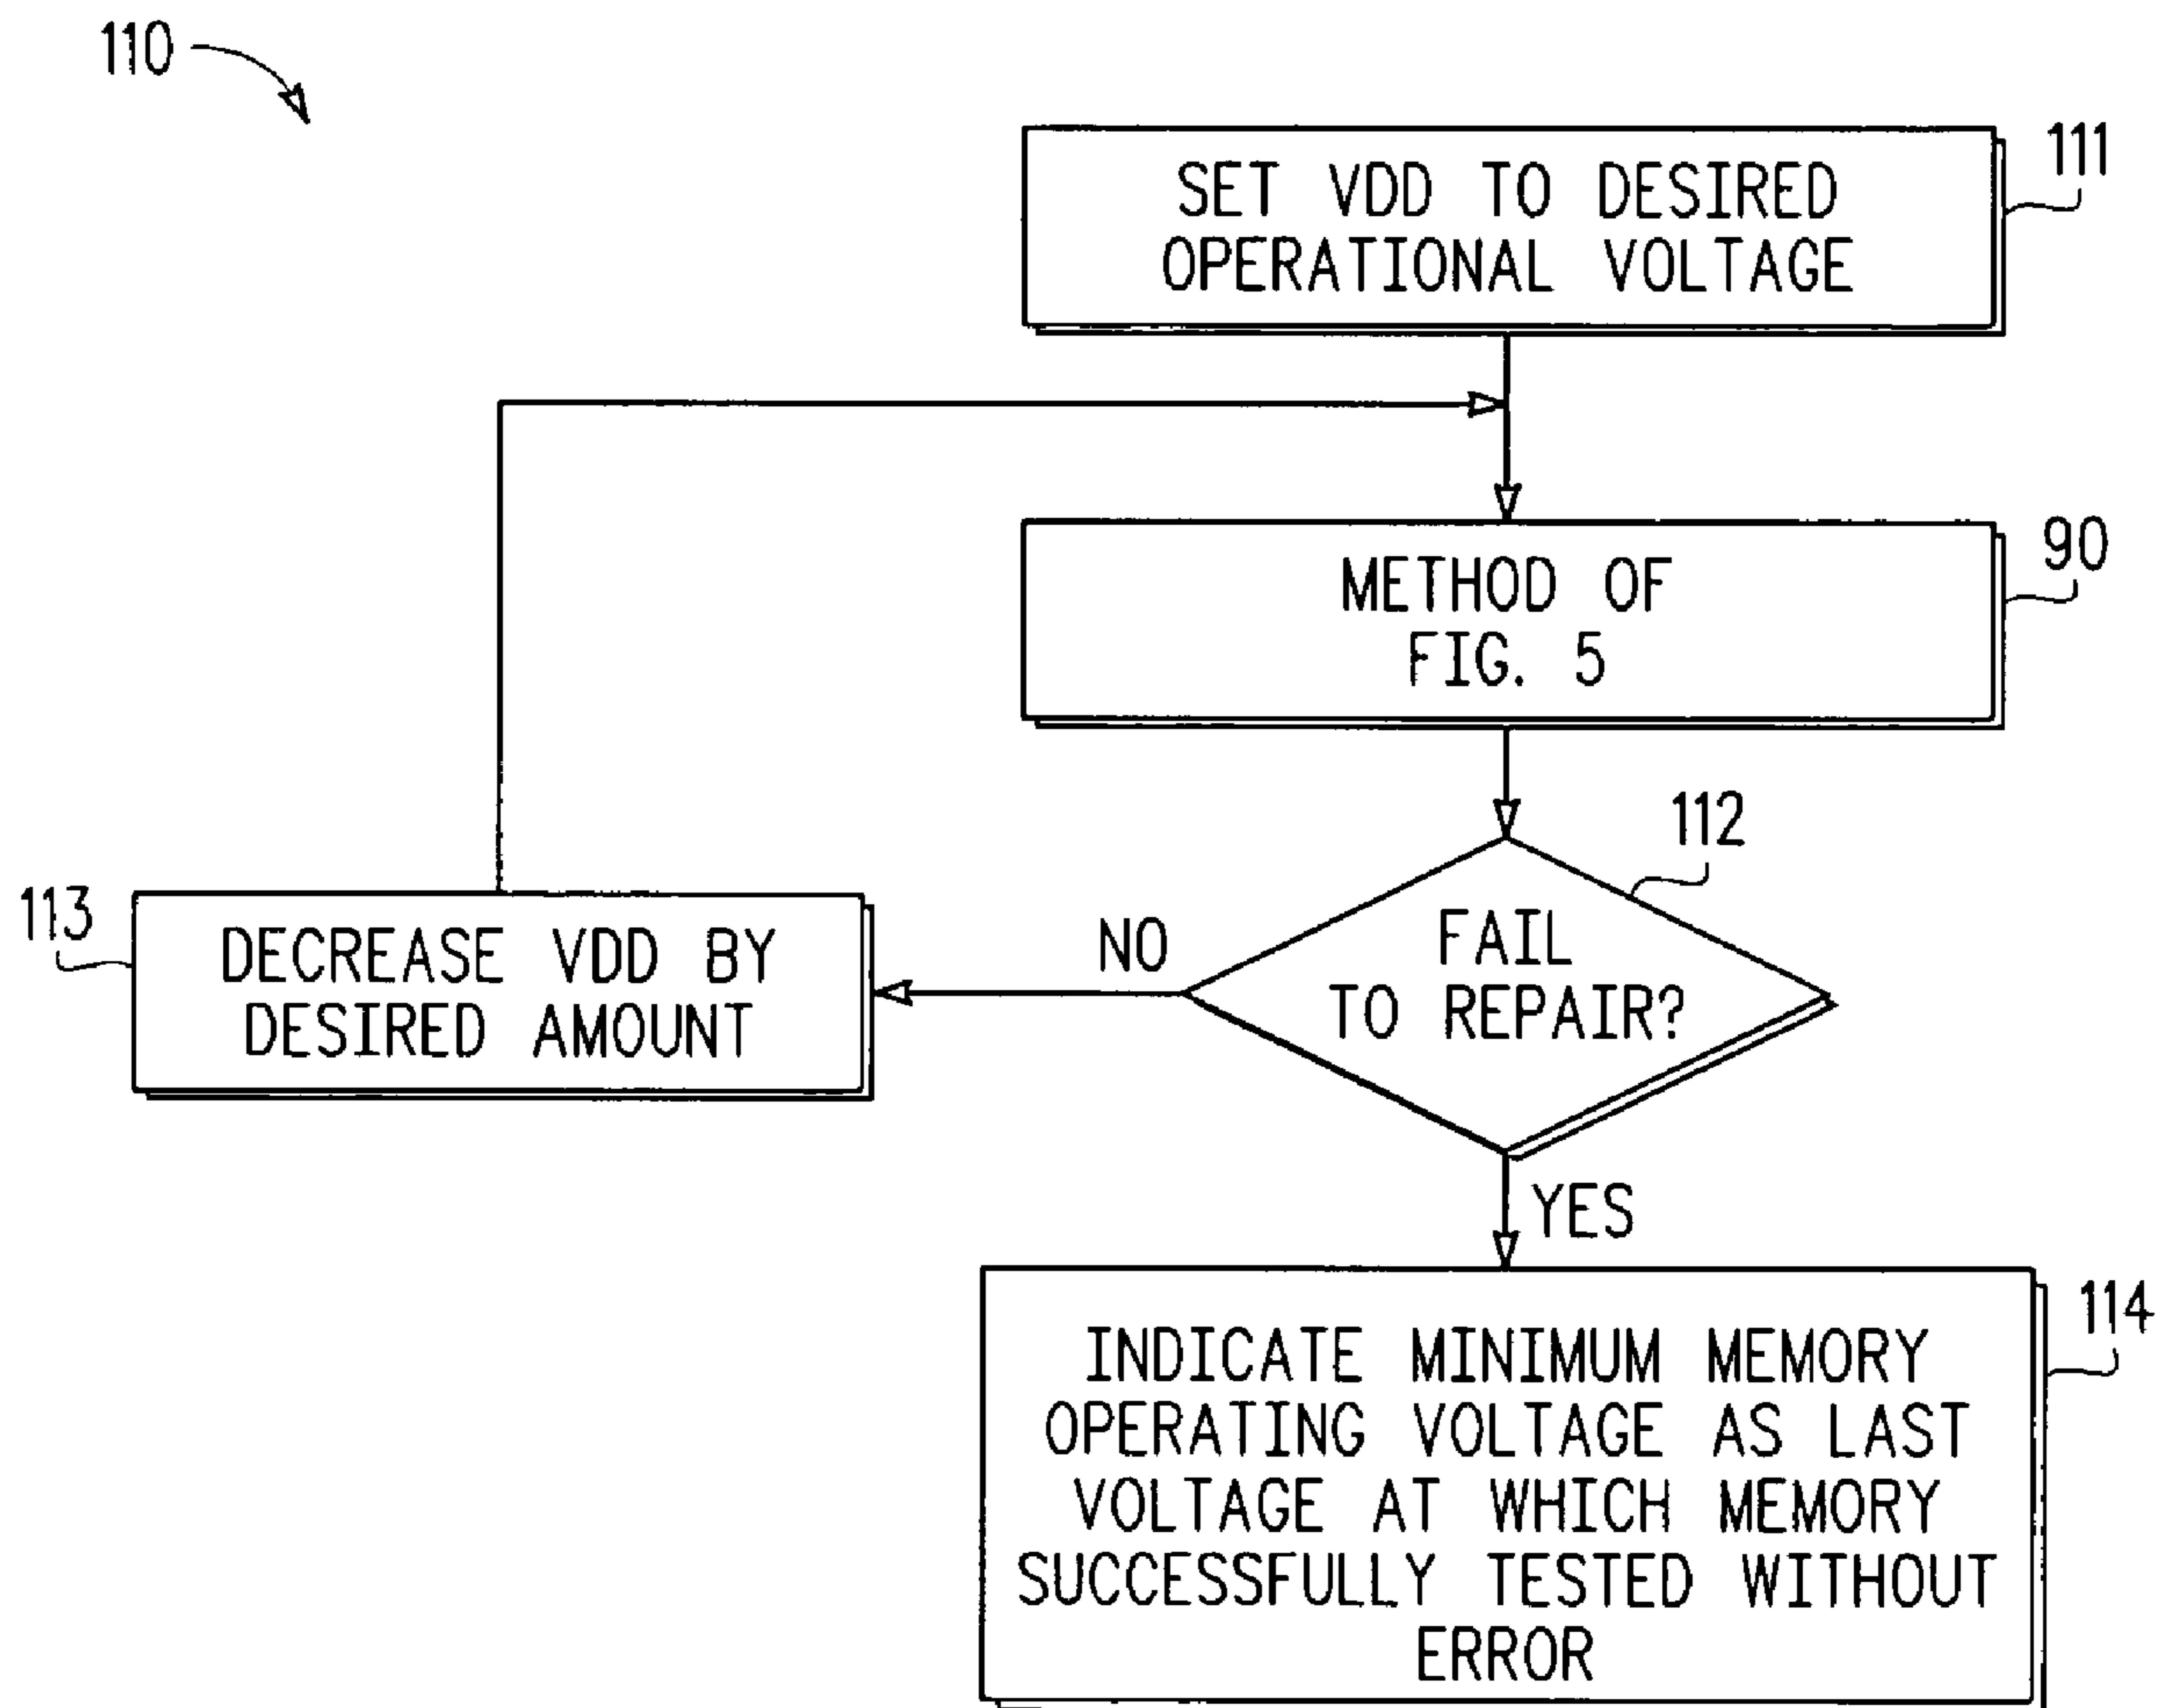 110
SET VDD TO DESIRED
OPERATIONAL VOLTAGE
111
METHOD OF
FIG. 5
90
112
FAIL
TO REPAIR?
NO
113
DECREASE VDD BY
DESIRED AMOUNT
YES
INDICATE MINIMUM MEMORY
OPERATING VOLTAGE AS LAST
VOLTAGE AT WHICH MEMORY
SUCCESSFULLY TESTED WITHOUT
ERROR
114